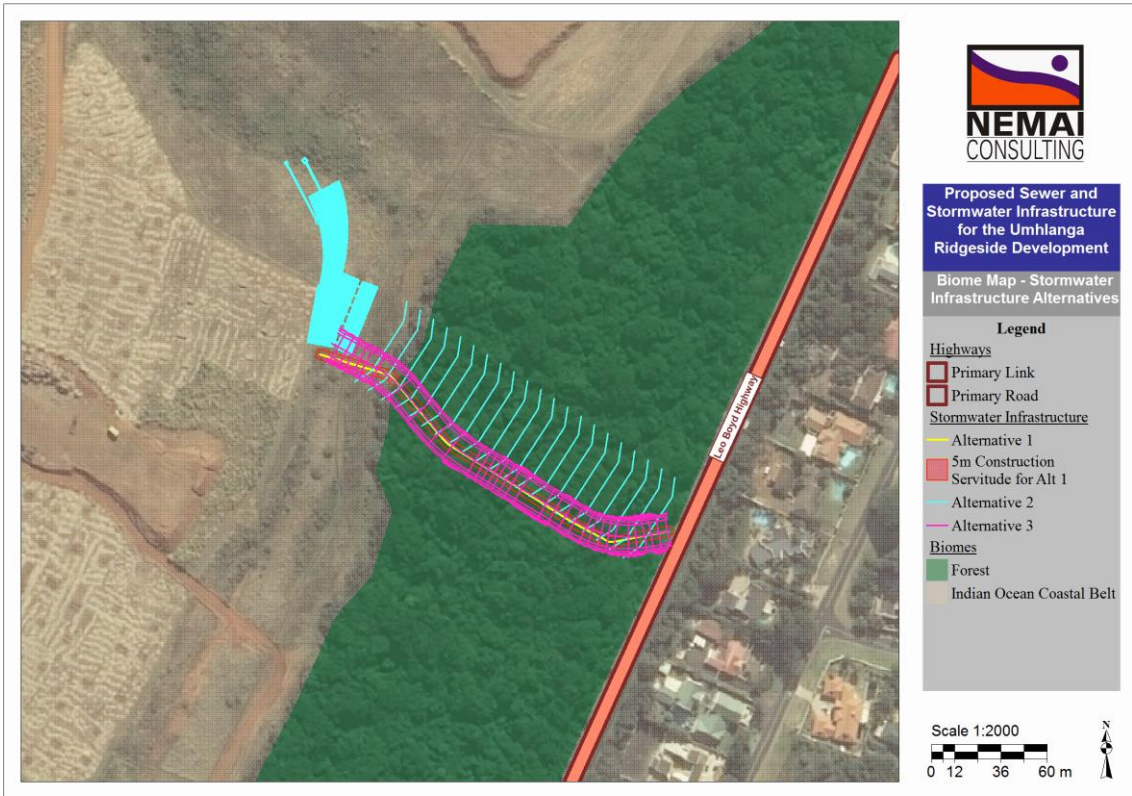 Leo Boyd Highway
NEMAI
CONSULTING
Proposed Sewer and
Stormwater Infrastructure
for the Umhlanga
Ridgeside Development
Biome Map - Stormwater
Infrastructure Alternatives
Legend
Highways
Primary Link
Primary Road
Stormwater Infrastructure
Alternative 1
5m Construction
Servitude for Alt 1
Alternative 2
Alternative 3
Biomes
Forest
Indian Ocean Coastal Belt
Scale 1:2000
N
0 12 36 60 m